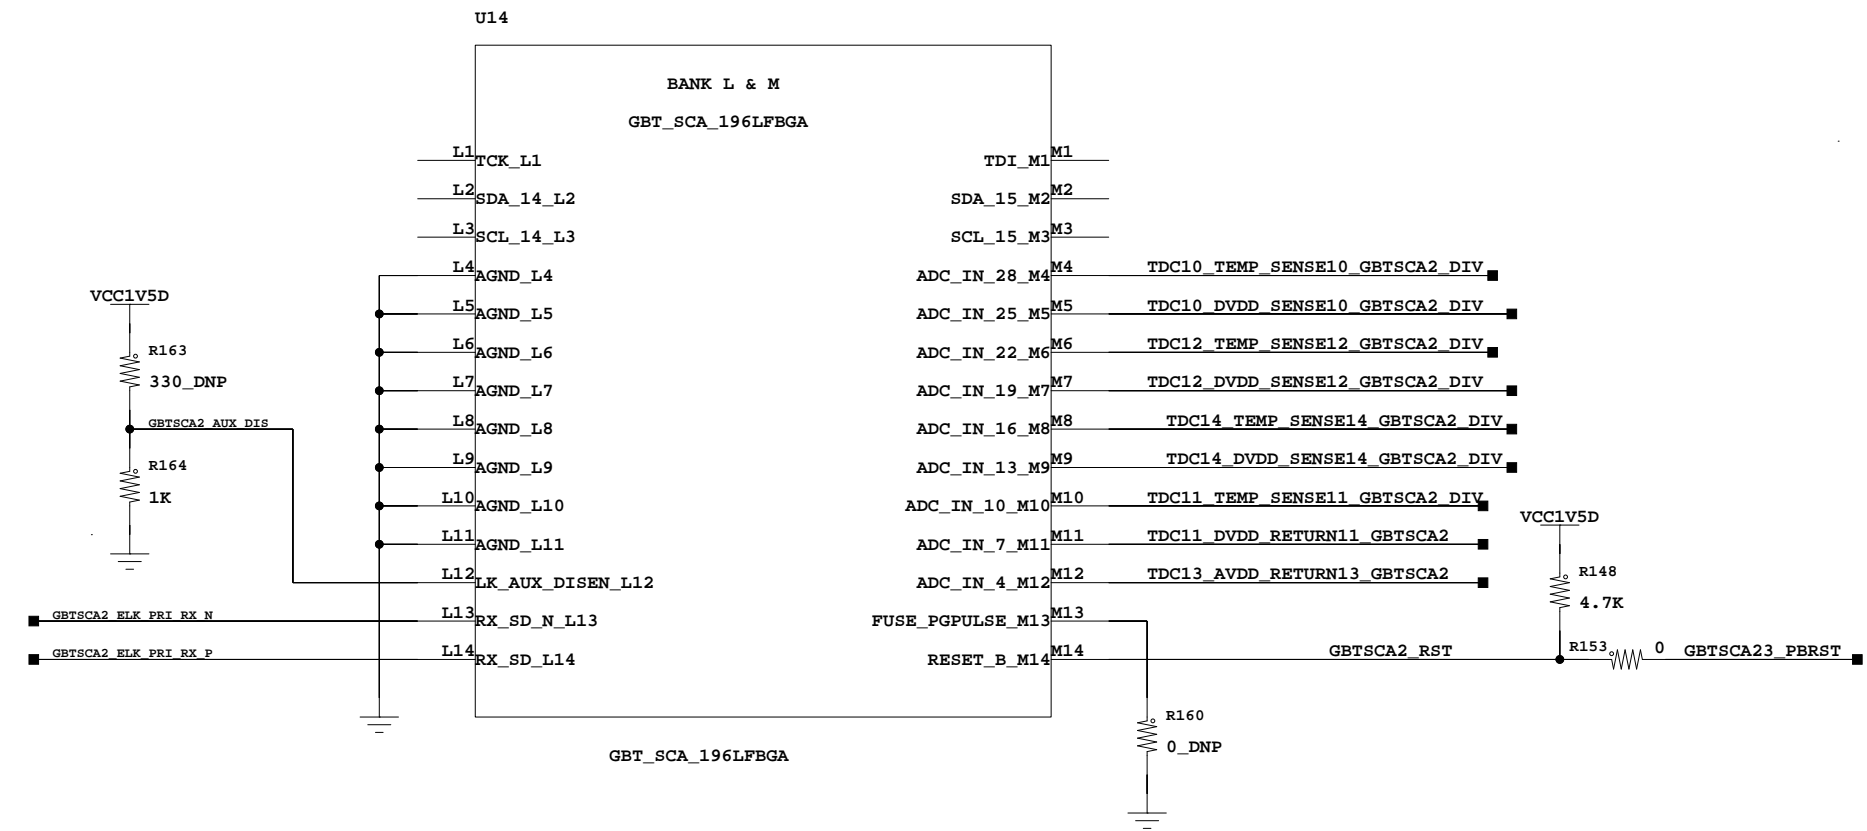 U14
BANK L & M
GBT_SCA_196LFBGA
L1 TCK_L1 TDI_M1 M1
L2 SDA_14_L2 SDA_15_M2 M2
L3 SCL_14_L3 SCL_15_M3 M3
L4 AGND_L4 ADC_IN_28_M4 M4 TDC10_TEMP_SENSE10_GBTSCA2_DIV
VCC1V5D
L5 AGND_L5 ADC_IN_25_M5 M5 TDC10_DVDD_SENSE10_GBTSCA2_DIV
R163 L6 AGND_L6 ADC_IN_22_M6 M6 TDC12_TEMP_SENSE12_GBTSCA2_DIV
330_DNP L7 AGND_L7 ADC_IN_19_M7 M7 TDC12_DVDD_SENSE12_GBTSCA2_DIV
GBTSCA2_AUX_DIS L8 AGND_L8 ADC_IN_16_M8 M8 TDC14_TEMP_SENSE14_GBTSCA2_DIV
R164 L9 AGND_L9 ADC_IN_13_M9 M9 TDC14_DVDD_SENSE14_GBTSCA2_DIV
1K L10 AGND_L10 ADC_IN_10_M10 M10 TDC11_TEMP_SENSE11_GBTSCA2_DIV
VCC1V5D
L11 AGND_L11 ADC_IN_7_M11 M11 TDC11_DVDD_RETURN11_GBTSCA2
L12 LK_AUX_DISEN_L12 ADC_IN_4_M12 M12 TDC13_AVDD_RETURN13_GBTSCA2 R148
4.7K
GBTSCA2_ELK_PRI_RX_N L13 RX_SD_N_L13 FUSE_PGPULSE_M13 M13
GBTSCA2_ELK_PRI_RX_P L14 RX_SD_L14 RESET_B_M14 M14 GBTSCA2_RST R153 0 GBTSCA23_PBRST
R160
0_DNP
GBT_SCA_196LFBGA